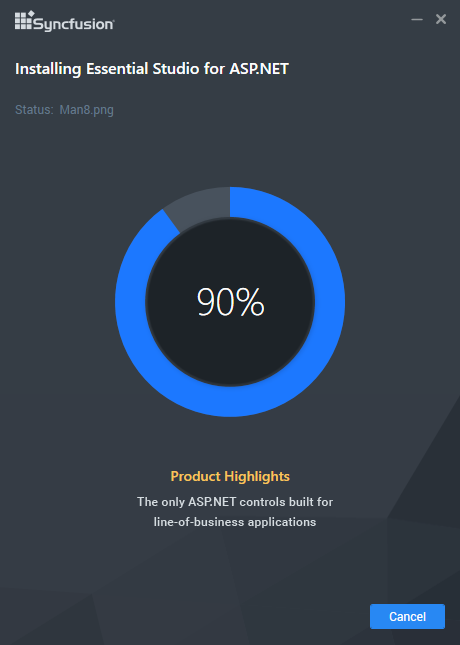 Syncfusion
Installing Essential Studio for ASP.NET
Status: Man8.png
90%
Product Highlights
The only ASP.NET controls built for
line-of-business applications
Cancel